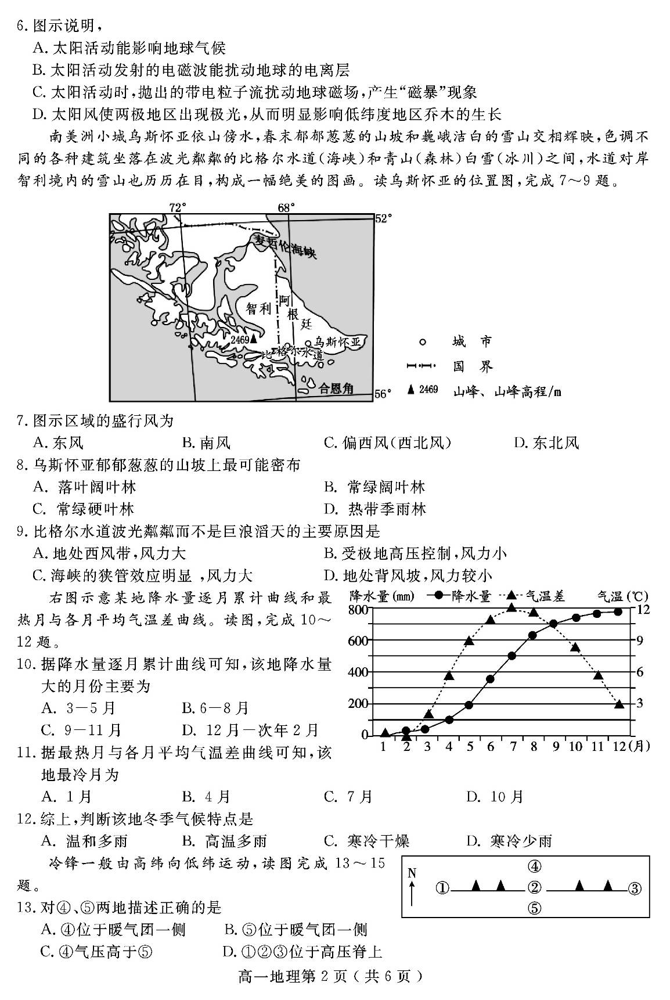 6. 图示说明，
A. 太阳活动能影响地球气候
B. 太阳活动发射的电磁波能扰动地球的电离层
C. 太阳活动时，抛出的带电粒子流扰动地球磁场，产生“磁暴”现象
D. 太阳风使两极地区出现极光，从而明显影响低纬度地区乔木的生长
南美洲小城乌斯怀亚依山傍水，春末郁郁葱葱的山坡和巍峨洁白的雪山交相辉映，色调不
同的各种建筑坐落在波光粼粼的比格尔水道（海峡）和青山（森林）白雪（冰川）之间，水道对岸
智利境内的雪山也历历在目，构成一幅绝美的图画。读乌斯怀亚的位置图，完成 7～9 题。
72° 68°
52°
麦哲伦海峡
智利
阿根廷
2469
乌斯怀亚
比格尔水道
合恩角
56°
城 市
国 界
2469 山峰、山峰高程/m
7. 图示区域的盛行风为
A. 东风 B. 南风 C. 偏西风（西北风） D. 东北风
8. 乌斯怀亚郁郁葱葱的山坡上最可能密布
A. 落叶阔叶林 B. 常绿阔叶林
C. 常绿硬叶林 D. 热带季雨林
9. 比格尔水道波光粼粼而不是巨浪滔天的主要原因是
A. 地处西风带，风力大 B. 受极地高压控制，风力小
C. 海峡的狭管效应明显 ，风力大 D. 地处背风坡，风力较小
右图示意某地降水量逐月累计曲线和最
热月与各月平均气温差曲线。读图，完成 10～
12 题。
10. 据降水量逐月累计曲线可知，该地降水量
大的月份主要为
A. 3－5 月 B. 6－8 月
C. 9－11 月 D. 12 月－次年 2 月
11. 据最热月与各月平均气温差曲线可知，该
地最冷月为
降水量(mm) 降水量 气温差 气温(℃)
800 12
600 9
400 6
200 3
0
1 2 3 4 5 6 7 8 9 10 11 12(月)
A. 1 月 B. 4 月 C. 7 月 D. 10 月
12. 综上，判断该地冬季气候特点是
A. 温和多雨 B. 高温多雨 C. 寒冷干燥 D. 寒冷少雨
冷锋一般由高纬向低纬运动，读图完成 13～15
题。
N
④
① ② ③
⑤
13. 对④、⑤两地描述正确的是
A. ④位于暖气团一侧 B. ⑤位于暖气团一侧
C. ④气压高于⑤ D. ①②③位于高压脊上
高一地理第 2 页（共 6 页）